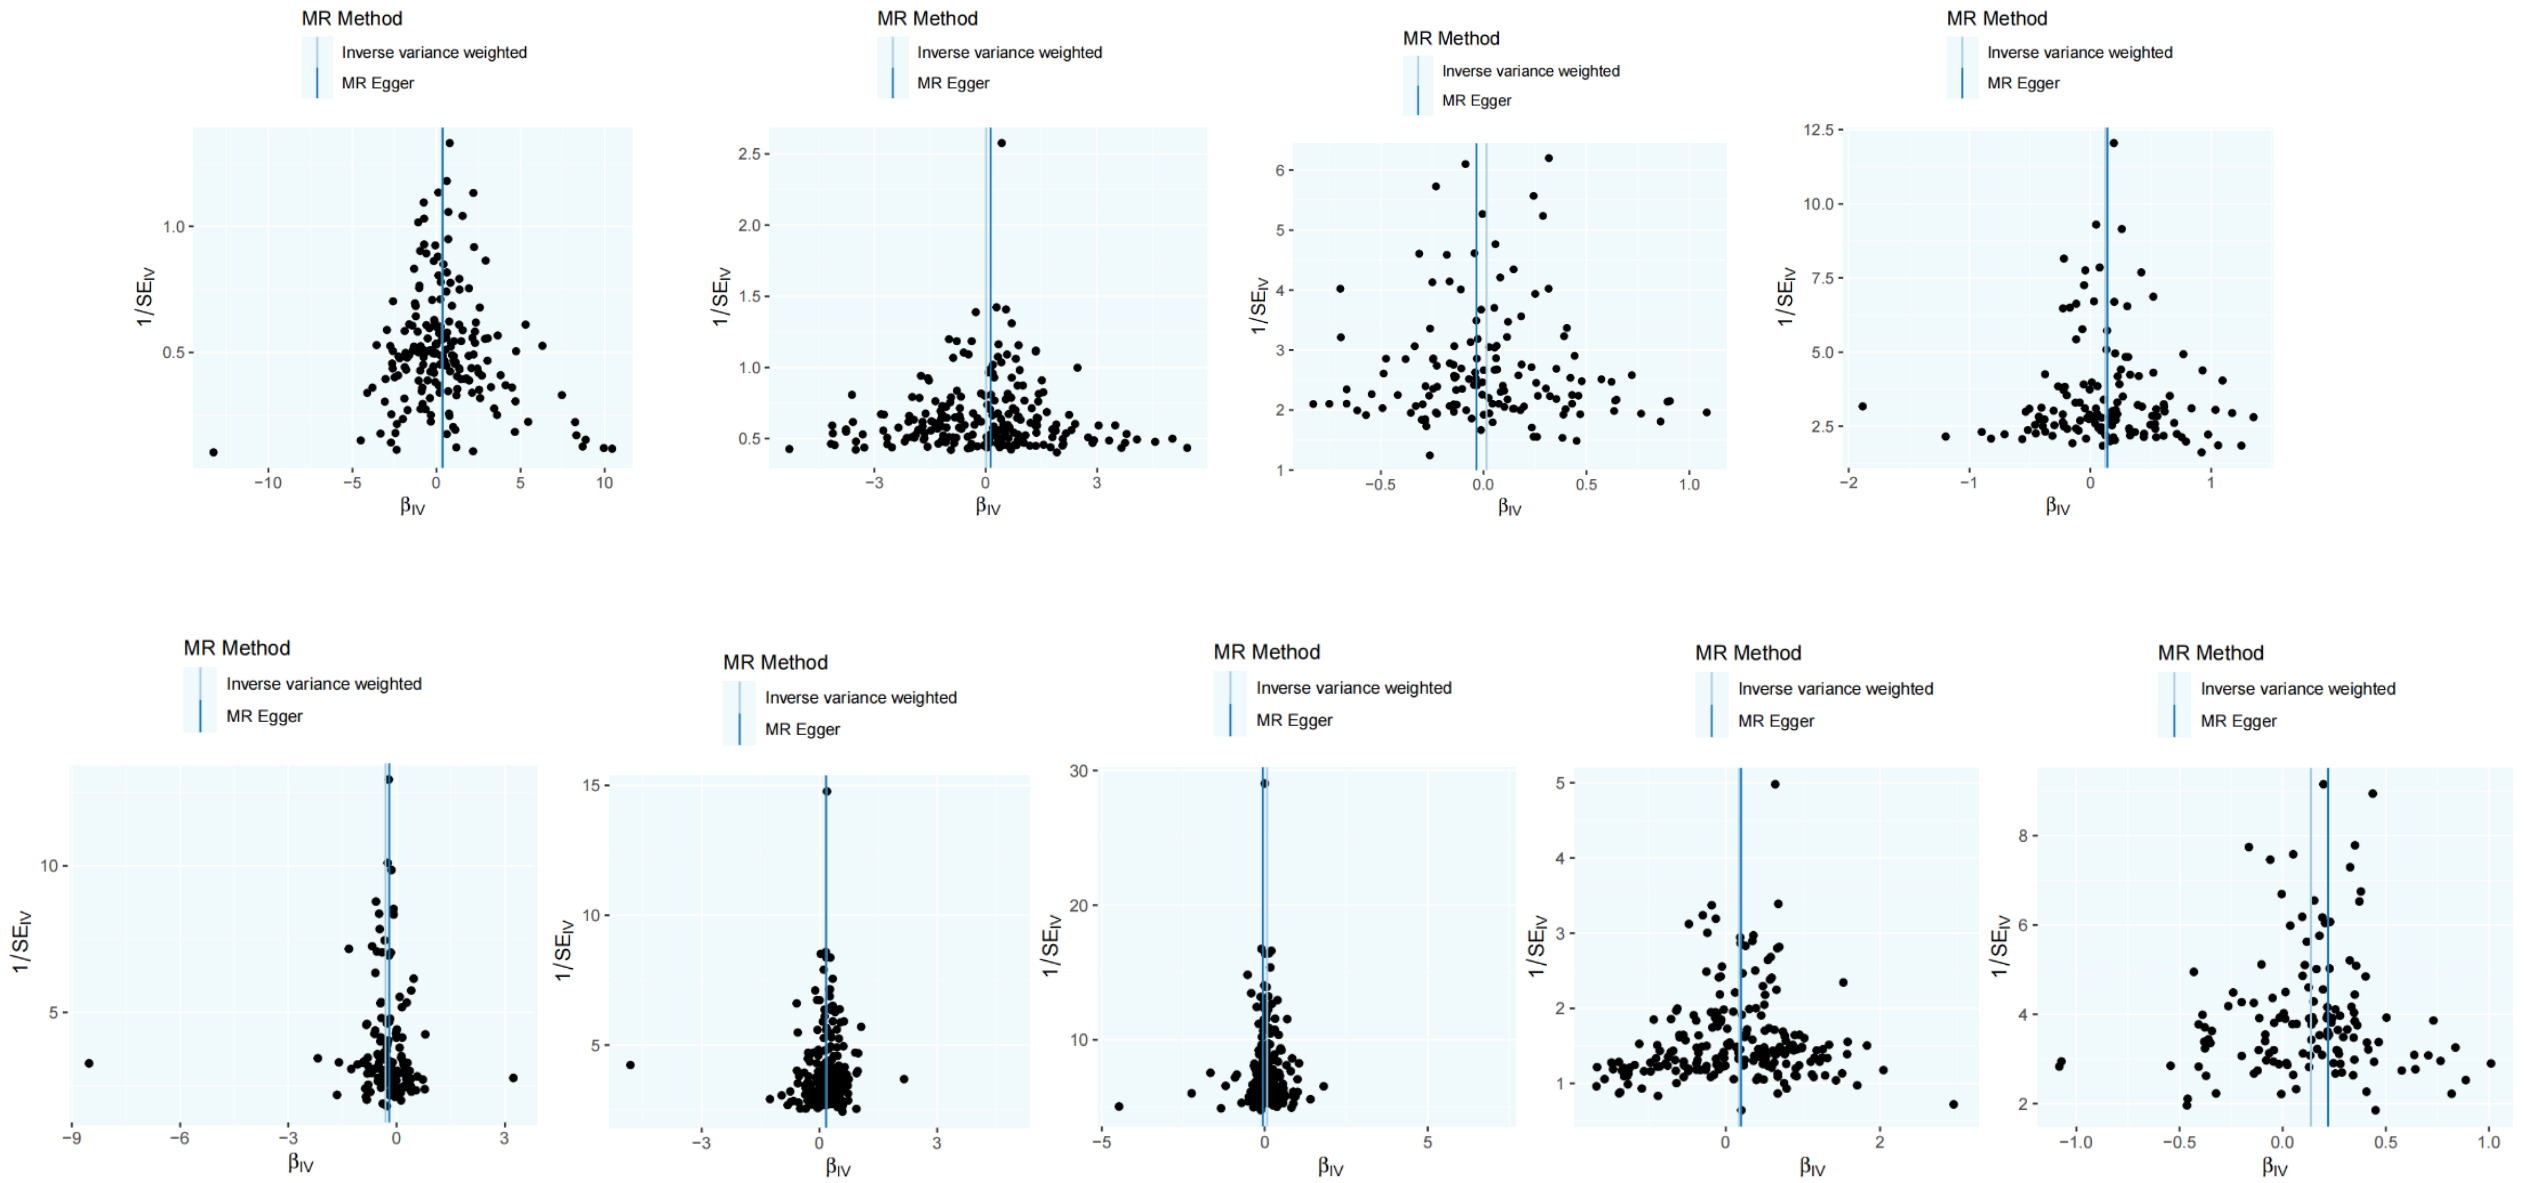 MR Method
Inverse variance weighted
MR Egger
1.0
0.5
1/SEIV
−10 −5 0 5 10
βIV
MR Method
Inverse variance weighted
MR Egger
2.5
2.0
1.5
1.0
0.5
1/SEIV
−3 0 3
βIV
MR Method
Inverse variance weighted
MR Egger
6
5
4
3
2
1
1/SEIV
−0.5 0.0 0.5 1.0
βIV
MR Method
Inverse variance weighted
MR Egger
12.5
10.0
7.5
5.0
2.5
1/SEIV
−2 −1 0 1
βIV
MR Method
Inverse variance weighted
MR Egger
10
5
1/SEIV
−9 −6 −3 0 3
βIV
MR Method
Inverse variance weighted
MR Egger
15
10
5
1/SEIV
−3 0 3
βIV
MR Method
Inverse variance weighted
MR Egger
30
20
10
1/SEIV
−5 0 5
βIV
MR Method
Inverse variance weighted
MR Egger
5
4
3
2
1
1/SEIV
0 2
βIV
MR Method
Inverse variance weighted
MR Egger
8
6
4
2
1/SEIV
−1.0 −0.5 0.0 0.5 1.0
βIV